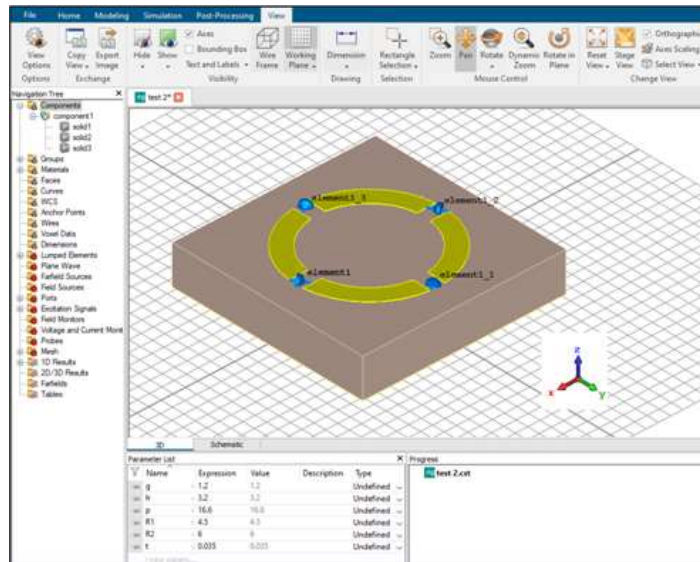 File Home Modeling Simulation Post-Processing View
View Options Copy View Export Image Hide Show Axes Bounding Box Text and Labels Wire Frame Working Plane Dimension Rectangle Selection Zoom Pan Rotate Dynamic Zoom Rotate in Plane Reset View Stage View Orthographi Axes Scaling Select View
Options Exchange Visibility Drawing Selection Mouse Control Change View
Navigation Tree
test 2*
Components
component1
solid1
solid2
solid3
Groups
Materials
Faces
Curves
WCS
Anchor Points
Wires
Voxel Data
Dimensions
Lumped Elements
Plane Wave
Farfield Sources
Field Sources
Ports
Excitation Signals
Field Monitors
Voltage and Current Monit
Probes
Mesh
1D Results
2D/3D Results
Farfields
Tables
element1_3
element1_2
element1
element1_1
z
x y
3D Schematic
Parameter List
Name Expression Value Description Type
g 1.2 1.2 Undefined
h 3.2 3.2 Undefined
p 16.6 16.6 Undefined
R1 4.5 4.5 Undefined
R2 6 6 Undefined
t 0.035 0.035 Undefined
Progress
test 2.cst